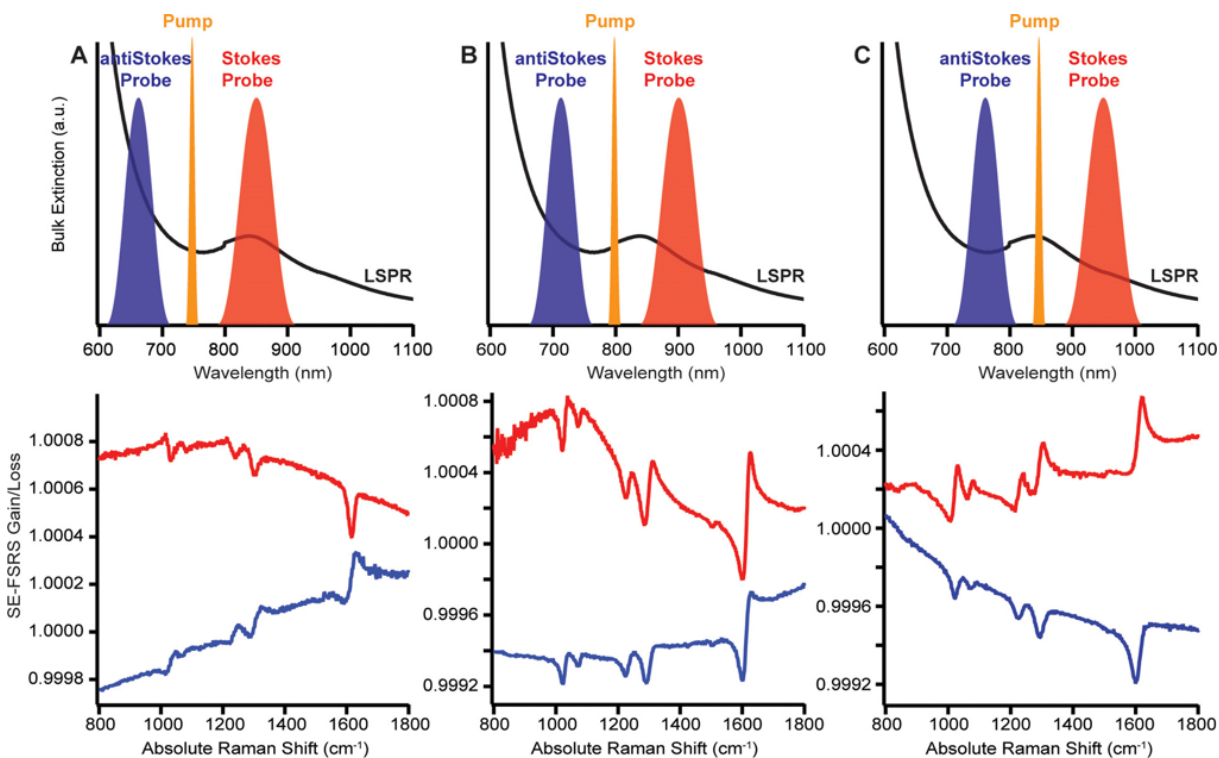 Pump
Pump
Pump
A
antiStokes
Probe
Stokes
Probe
B
antiStokes
Probe
Stokes
Probe
C
antiStokes
Probe
Stokes
Probe
Bulk Extinction (a.u.)
LSPR
LSPR
LSPR
600 700 800 900 1000 1100
600 700 800 900 1000 1100
600 700 800 900 1000 1100
Wavelength (nm)
Wavelength (nm)
Wavelength (nm)
SE-FSRS Gain/Loss
1.0008
1.0006
1.0004
1.0002
1.0000
0.9998
800 1000 1200 1400 1600 1800
Absolute Raman Shift (cm⁻¹)
1.0008
1.0004
1.0000
0.9996
0.9992
800 1000 1200 1400 1600 1800
Absolute Raman Shift (cm⁻¹)
1.0004
1.0000
0.9996
0.9992
800 1000 1200 1400 1600 1800
Absolute Raman Shift (cm⁻¹)